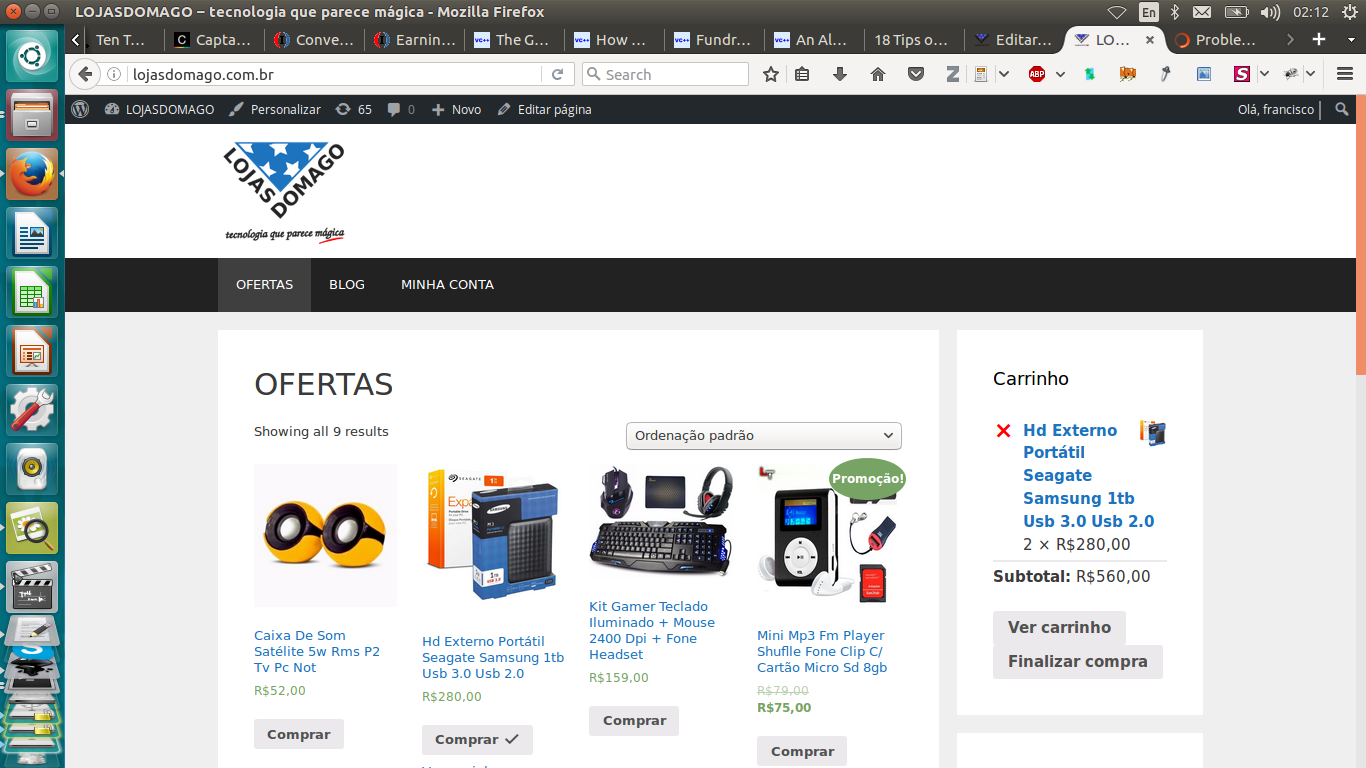 LOJASDOMAGO – tecnologia que parece mágica - Mozilla Firefox
En
02:12
Ten T...
Capta...
Conve...
Earnin...
The G...
How ...
Fundr...
An Al...
18 Tips o...
Editar...
LO...
Proble...
lojasdomago.com.br
Search
ABP
LOJASDOMAGO
Personalizar
65
0
Novo
Editar página
Olá, francisco
LOJASDOMAGO
tecnologia que parece mágica
OFERTAS
BLOG
MINHA CONTA
OFERTAS
Showing all 9 results
Ordenação padrão
Caixa De Som
Satélite 5w Rms P2
Tv Pc Not
R$52,00
Comprar
SEAGATE
SAMSUNG
Hd Externo Portátil
Seagate Samsung 1tb
Usb 3.0 Usb 2.0
R$280,00
Comprar
Kit Gamer Teclado
Iluminado + Mouse
2400 Dpi + Fone
Headset
R$159,00
Comprar
Promoção!
Mini Mp3 Fm Player
Shuflle Fone Clip C/
Cartão Micro Sd 8gb
R$79,00
R$75,00
Comprar
Carrinho
Hd Externo
Portátil
Seagate
Samsung 1tb
Usb 3.0 Usb 2.0
2 × R$280,00
Subtotal: R$560,00
Ver carrinho
Finalizar compra